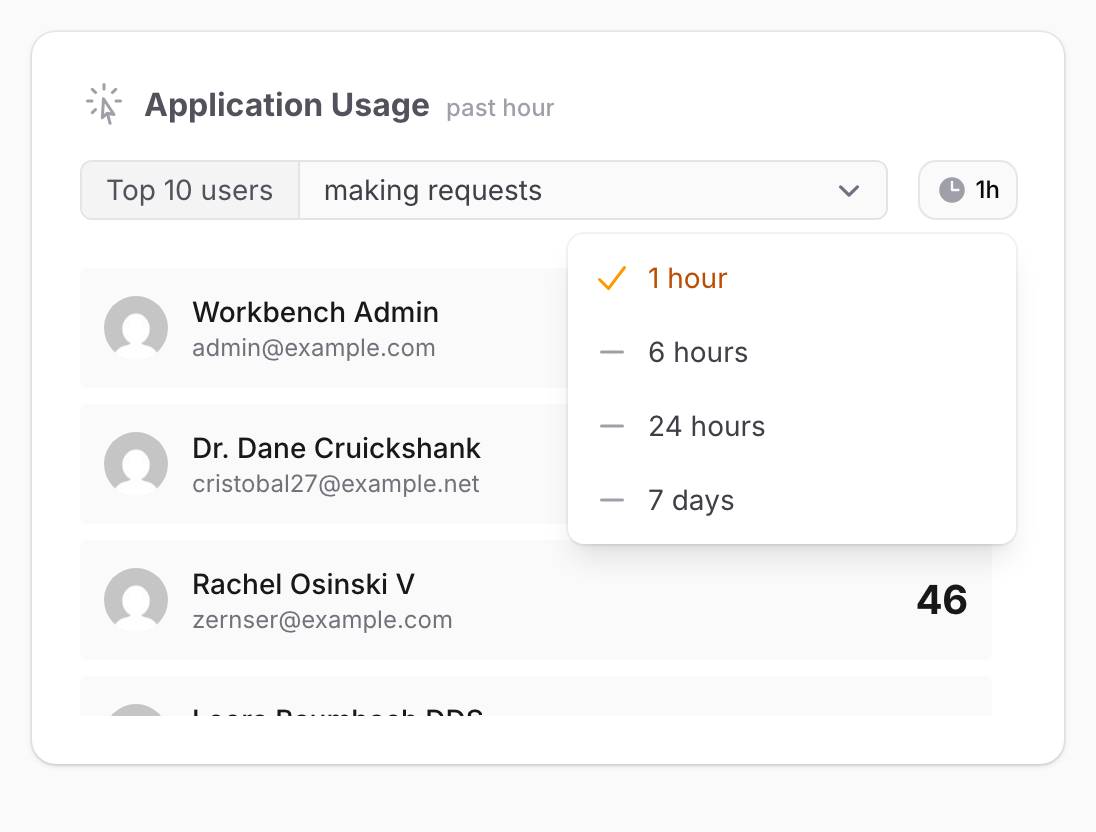 Application Usage past hour
Top 10 users making requests 1h
1 hour
6 hours
24 hours
7 days
Workbench Admin
admin@example.com
Dr. Dane Cruickshank
cristobal27@example.net
Rachel Osinski V
zernser@example.com
46